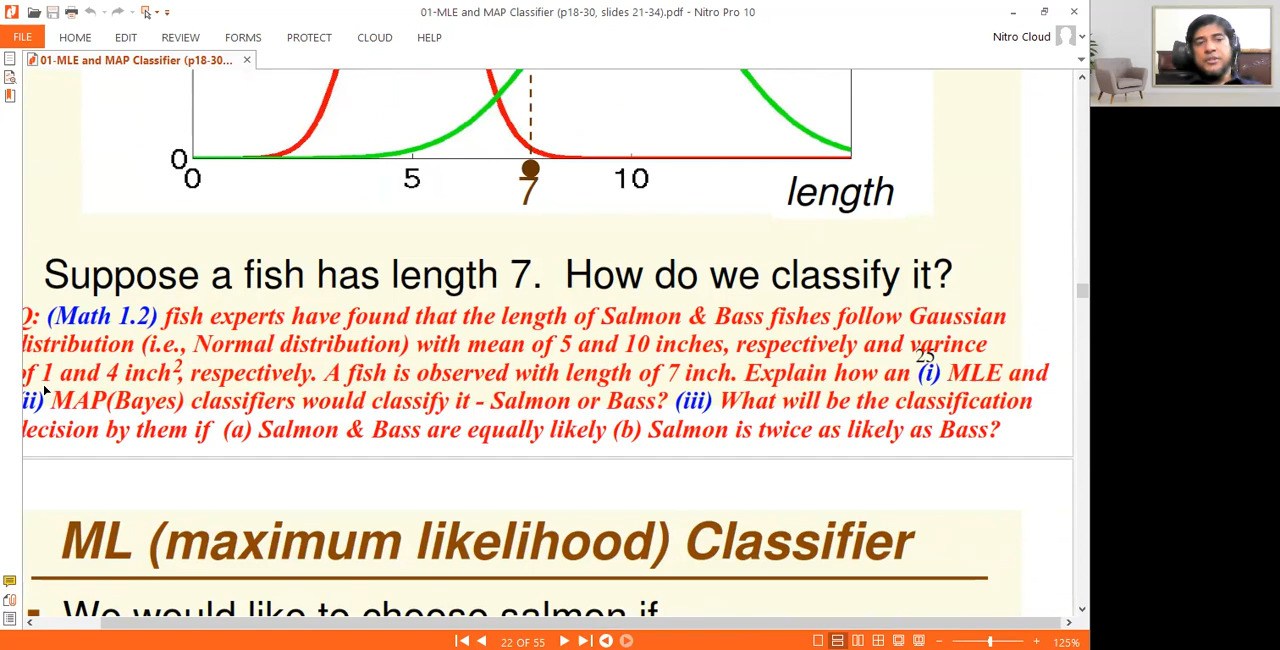 01-MLE and MAP Classifier (p18-30, slides 21-34).pdf - Nitro Pro 10
FILE HOME EDIT REVIEW FORMS PROTECT CLOUD HELP
Nitro Cloud
01-MLE and MAP Classifier (p18-30...
0
0 5 7 10 length
Suppose a fish has length 7. How do we classify it?
Q: (Math 1.2) fish experts have found that the length of Salmon & Bass fishes follow Gaussian
distribution (i.e., Normal distribution) with mean of 5 and 10 inches, respectively and varince
25
of 1 and 4 inch², respectively. A fish is observed with length of 7 inch. Explain how an (i) MLE and
(ii) MAP(Bayes) classifiers would classify it - Salmon or Bass? (iii) What will be the classification
decision by them if (a) Salmon & Bass are equally likely (b) Salmon is twice as likely as Bass?
ML (maximum likelihood) Classifier
We would like to choose salmon if
22 OF 55
125%